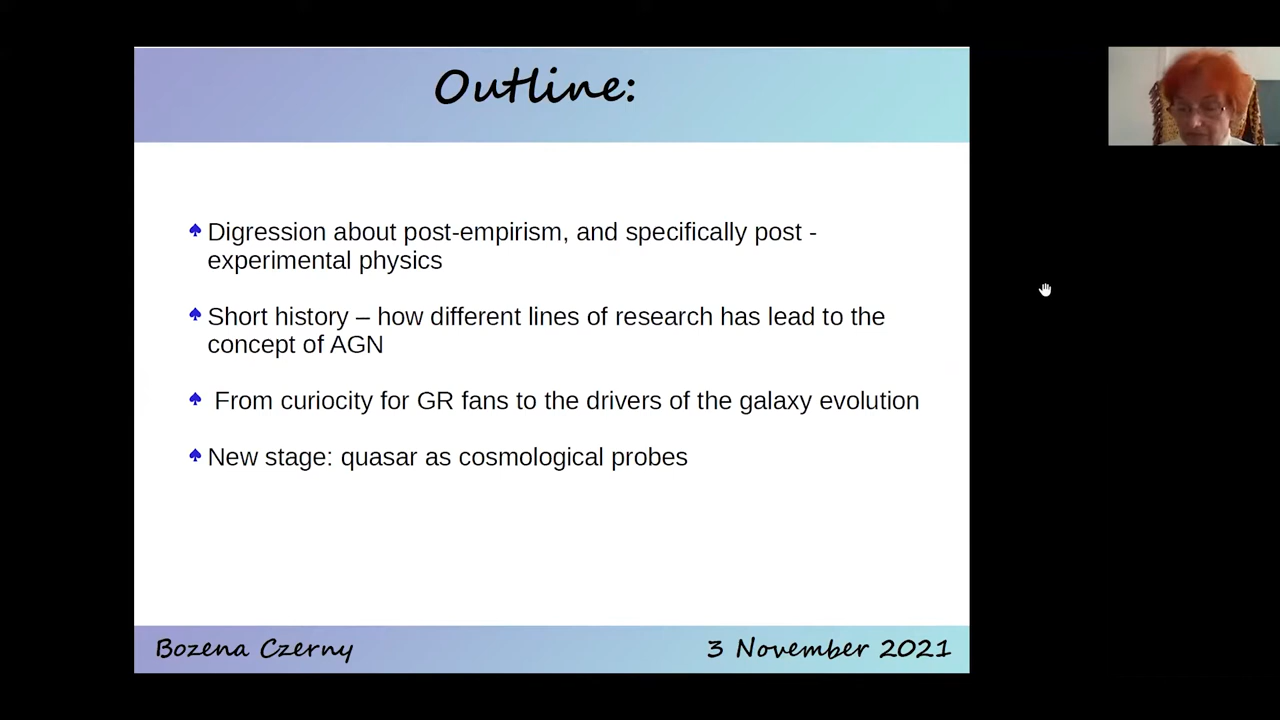 Outline:
Digression about post-empirism, and specifically post -
experimental physics
Short history – how different lines of research has lead to the
concept of AGN
From curiocity for GR fans to the drivers of the galaxy evolution
New stage: quasar as cosmological probes
Bozena Czerny
3 November 2021